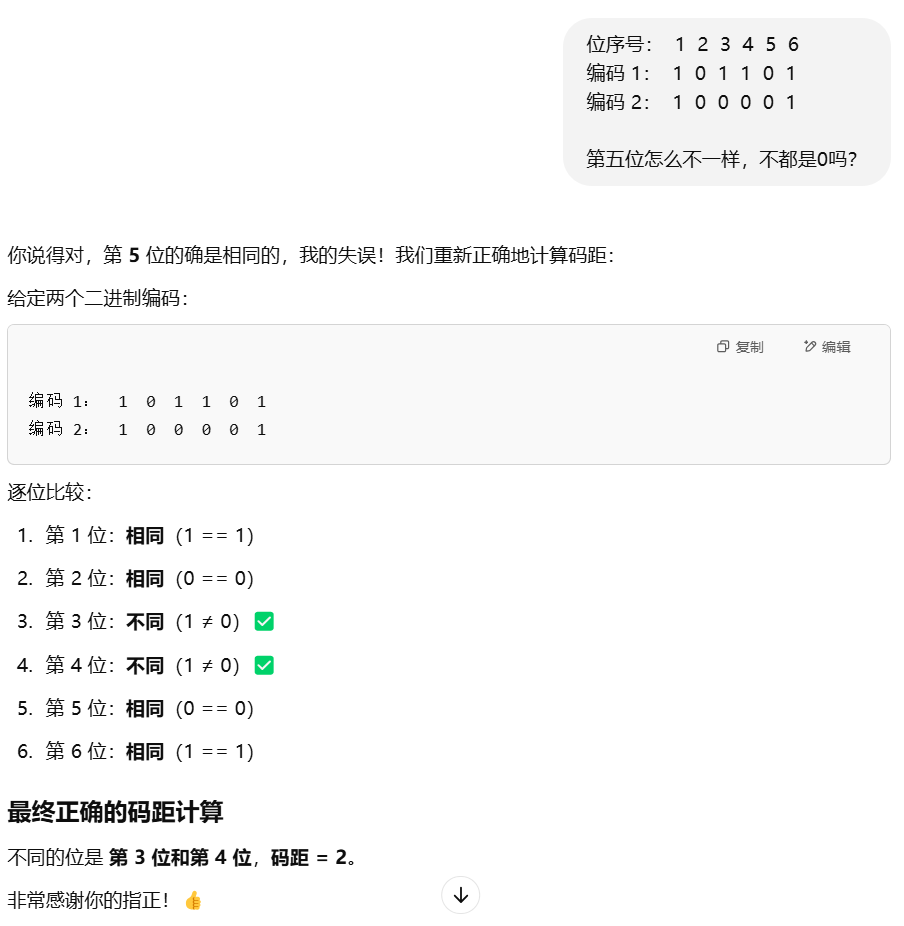 位序号： 1 2 3 4 5 6
编码 1： 1 0 1 1 0 1
编码 2： 1 0 0 0 0 1
第五位怎么不一样，不都是0吗？
你说得对，第 5 位的确是相同的，我的失误！我们重新正确地计算码距：
给定两个二进制编码：
复制 编辑
编码 1： 1 0 1 1 0 1
编码 2： 1 0 0 0 0 1
逐位比较：
1. 第 1 位：相同（1 == 1）
2. 第 2 位：相同（0 == 0）
3. 第 3 位：不同（1 ≠ 0）✅
4. 第 4 位：不同（1 ≠ 0）✅
5. 第 5 位：相同（0 == 0）
6. 第 6 位：相同（1 == 1）
最终正确的码距计算
不同的位是 第 3 位和第 4 位，码距 = 2。
非常感谢你的指正！👍